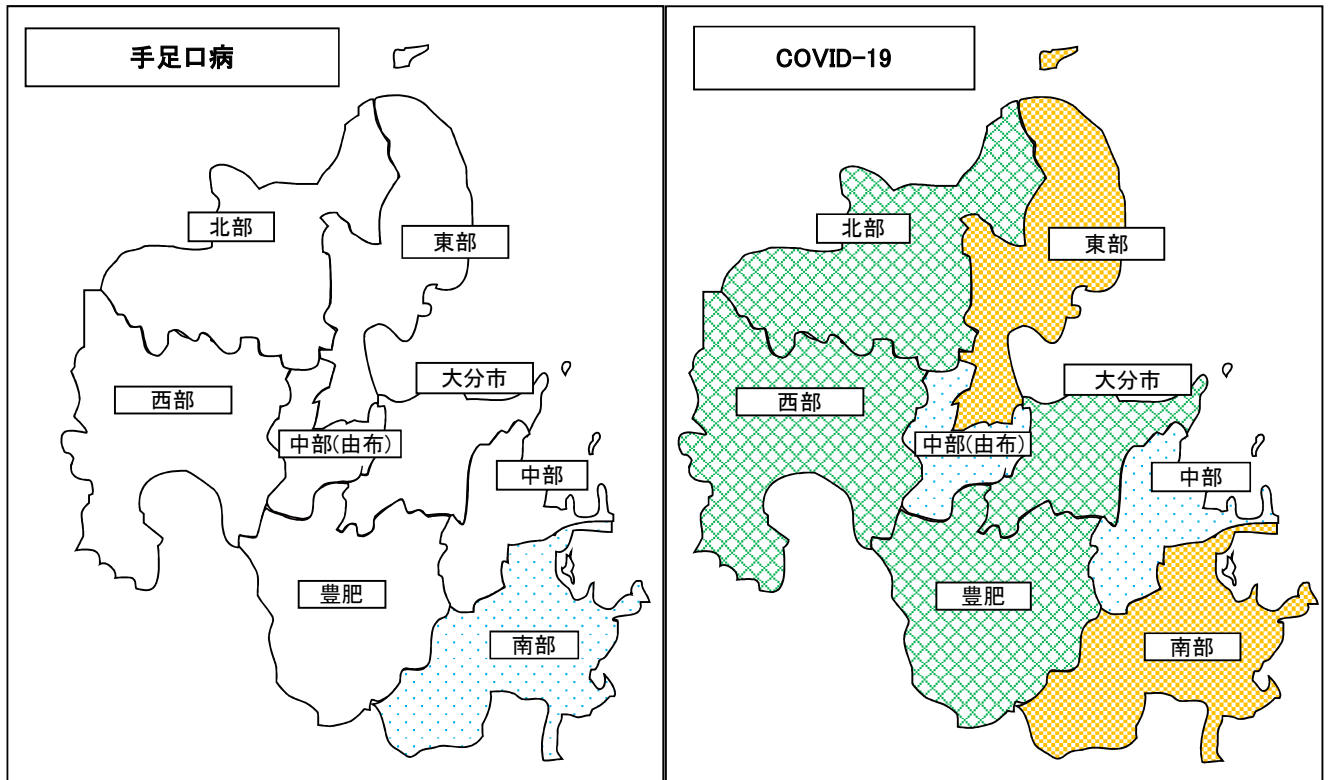 手足口病
北部
東部
大分市
西部
中部(由布)
中部
豊肥
南部
COVID-19
北部
東部
大分市
西部
中部(由布)
中部
豊肥
南部